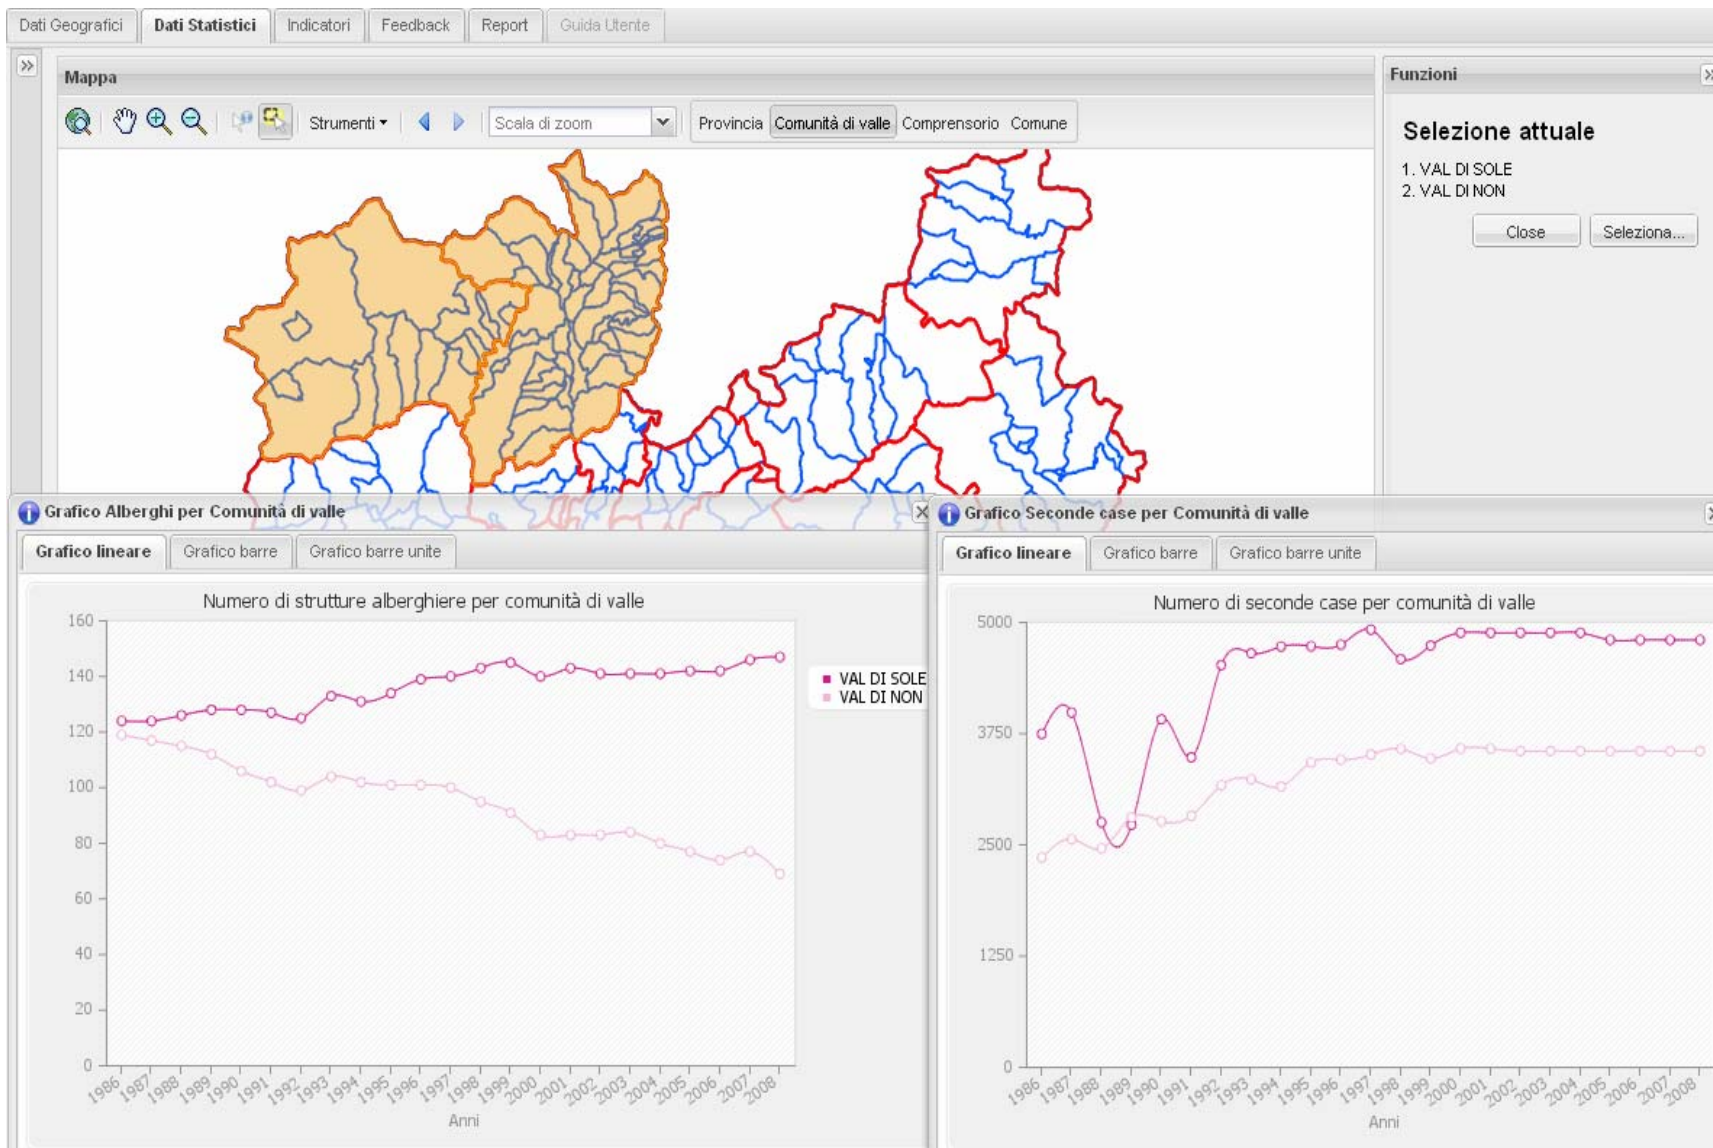 Dati Geografici Dati Statistici Indicatori Feedback Report Guida Utente
Mappa
Strumenti Scala di zoom Provincia Comunità di valle Comprensorio Comune
Funzioni
Selezione attuale
1. VAL DI SOLE
2. VAL DI NON
Close Seleziona...
Grafico Alberghi per Comunità di valle
Grafico lineare Grafico barre Grafico barre unite
Numero di strutture alberghiere per comunità di valle
160
140
120
100
80
60
40
20
0
1986 1987 1988 1989 1990 1991 1992 1993 1994 1995 1996 1997 1998 1999 2000 2001 2002 2003 2004 2005 2006 2007 2008
Anni
VAL DI SOLE
VAL DI NON
Grafico Seconde case per Comunità di valle
Grafico lineare Grafico barre Grafico barre unite
Numero di seconde case per comunità di valle
5000
3750
2500
1250
0
1986 1987 1988 1989 1990 1991 1992 1993 1994 1995 1996 1997 1998 1999 2000 2001 2002 2003 2004 2005 2006 2007 2008
Anni